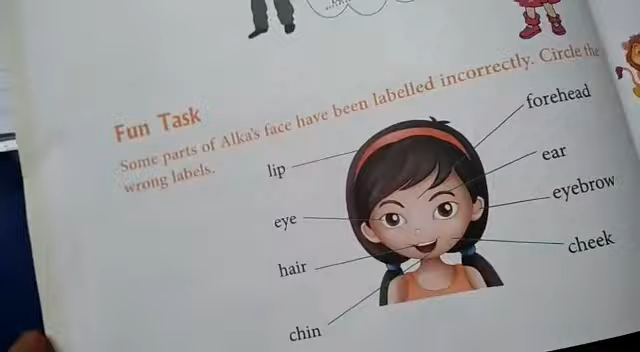 Fun Task
Some parts of Alka's face have been labelled incorrectly. Circle the
wrong labels.
forehead
lip
ear
eyebrow
eye
cheek
hair
chin